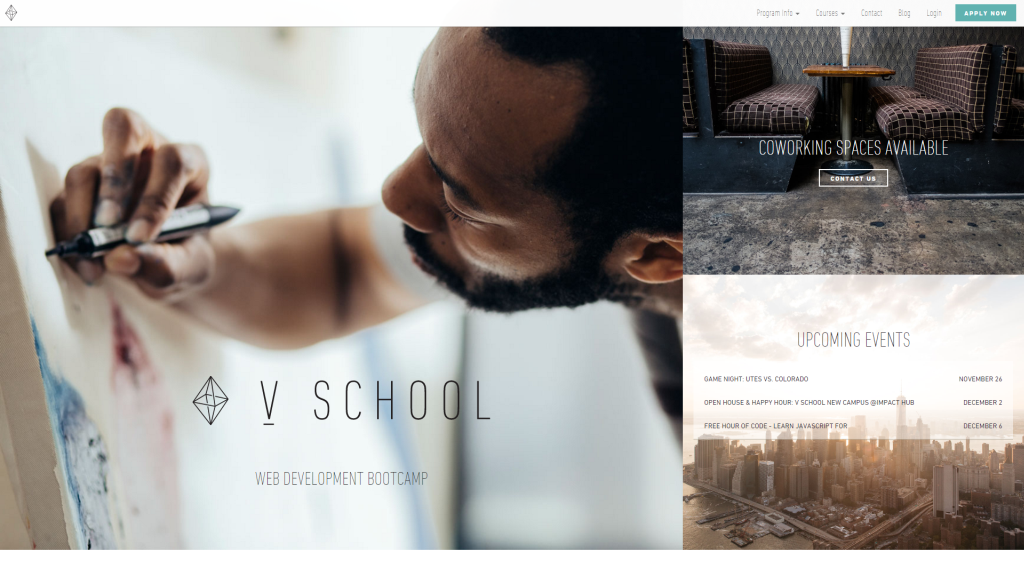 Program Info
Courses
Contact
Blog
Login
APPLY NOW
V SCHOOL
WEB DEVELOPMENT BOOTCAMP
COWORKING SPACES AVAILABLE
CONTACT US
UPCOMING EVENTS
GAME NIGHT: UTES VS. COLORADO NOVEMBER 26
OPEN HOUSE & HAPPY HOUR: V SCHOOL NEW CAMPUS @IMPACT HUB DECEMBER 2
FREE HOUR OF CODE - LEARN JAVASCRIPT FOR DECEMBER 6